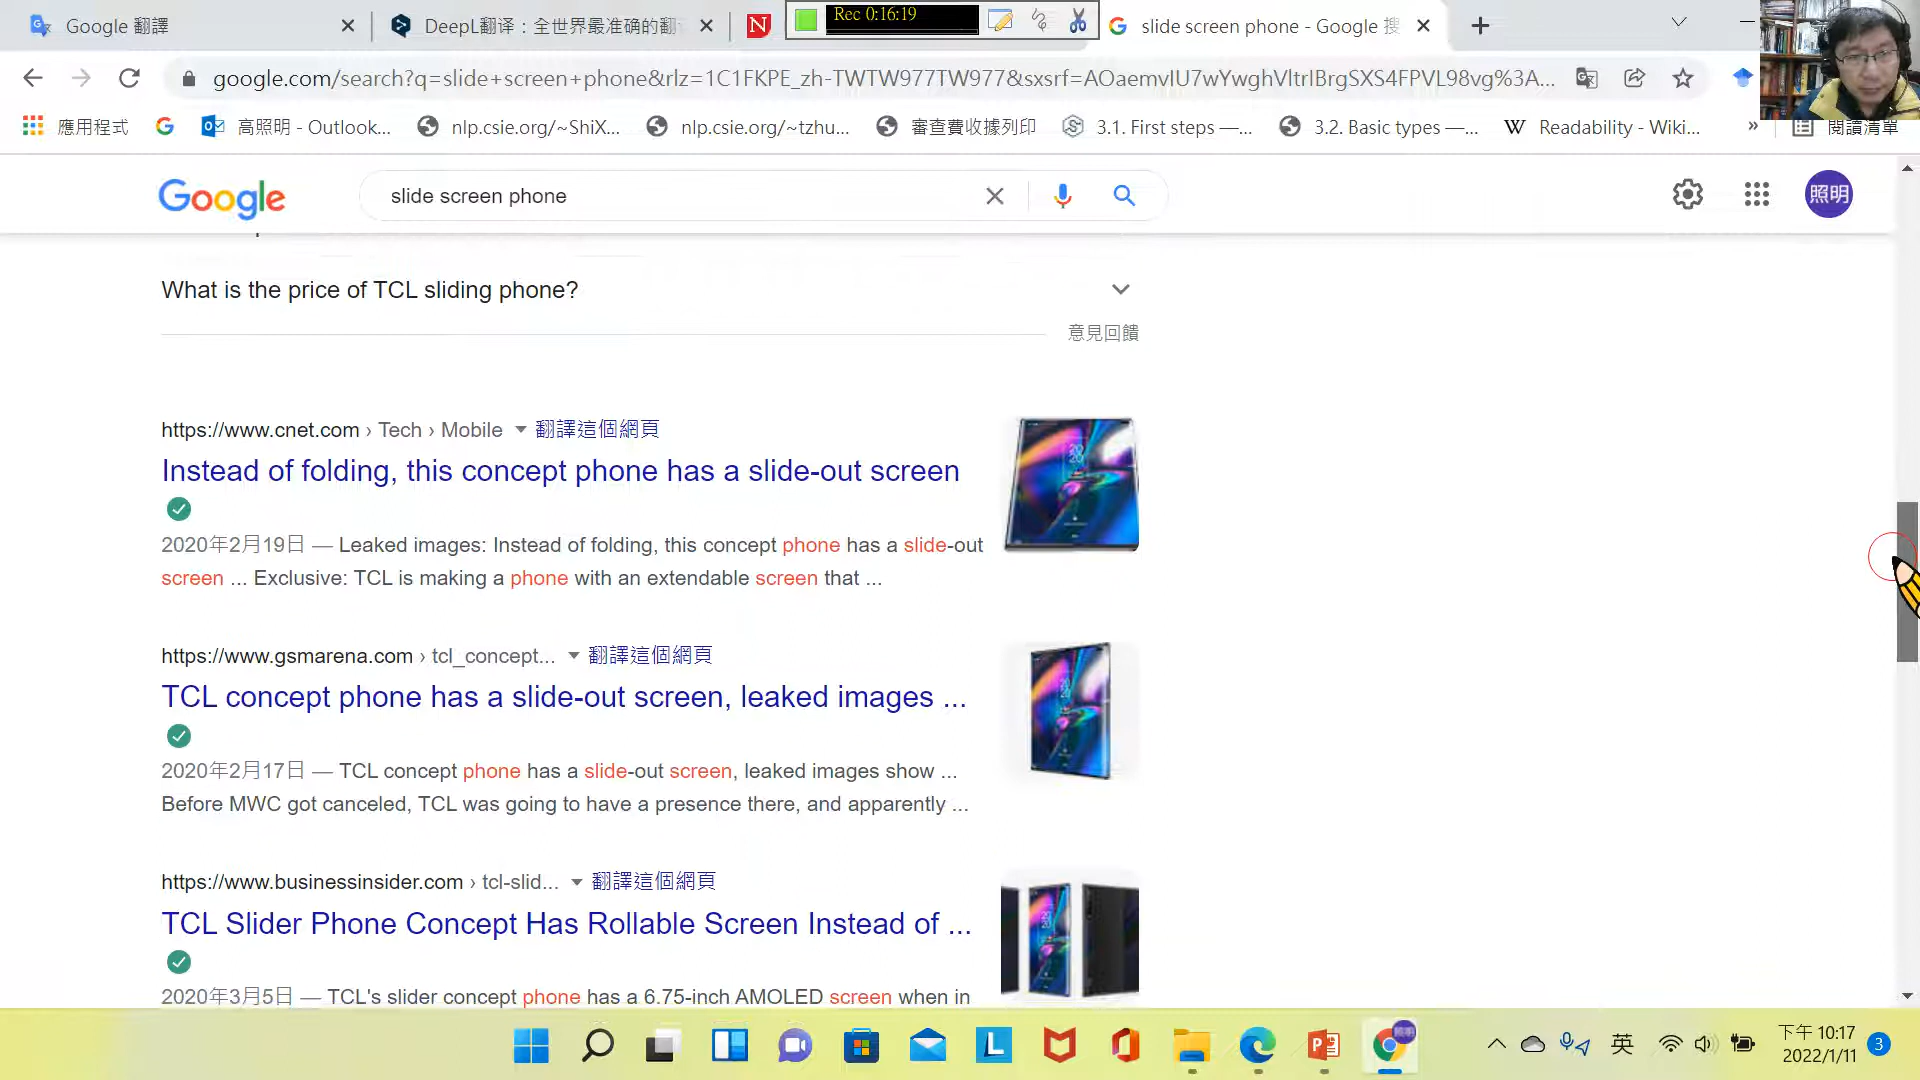 Google 翻譯
DeepL翻译：全世界最准确的翻
Rec 0:16:19
slide screen phone - Google 搜
google.com/search?q=slide+screen+phone&rlz=1C1FKPE_zh-TWTW977TW977&sxsrf=AOaemvIU7wYwghVltrIBrgSXS4FPVL98vg%3A...
應用程式
高照明 - Outlook...
nlp.csie.org/~ShiX...
nlp.csie.org/~tzhu...
審查費收據列印
3.1. First steps —...
3.2. Basic types —...
W Readability - Wiki...
»
閱讀清單
Google
slide screen phone
照明
What is the price of TCL sliding phone?
意見回饋
https://www.cnet.com › Tech › Mobile 翻譯這個網頁
Instead of folding, this concept phone has a slide-out screen
2020年2月19日 — Leaked images: Instead of folding, this concept phone has a slide-out
screen ... Exclusive: TCL is making a phone with an extendable screen that ...
https://www.gsmarena.com › tcl_concept... 翻譯這個網頁
TCL concept phone has a slide-out screen, leaked images ...
2020年2月17日 — TCL concept phone has a slide-out screen, leaked images show ...
Before MWC got canceled, TCL was going to have a presence there, and apparently ...
https://www.businessinsider.com › tcl-slid... 翻譯這個網頁
TCL Slider Phone Concept Has Rollable Screen Instead of ...
2020年3月5日 — TCL's slider concept phone has a 6.75-inch AMOLED screen when in
英
下午 10:17
2022/1/11
3